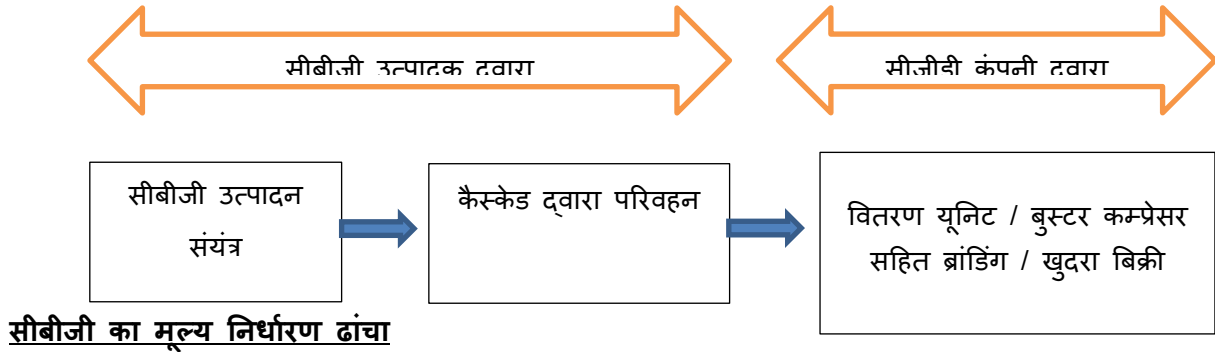 सीबीजी उत्पादक द्वारा
सीजीडी कंपनी द्वारा
सीबीजी उत्पादन
संयंत्र
कैस्केड द्वारा परिवहन
वितरण यूनिट / बुस्टर कम्प्रेसर
सहित ब्रांडिंग / खुदरा बिक्री
सीबीजी का मूल्य निर्धारण ढांचा